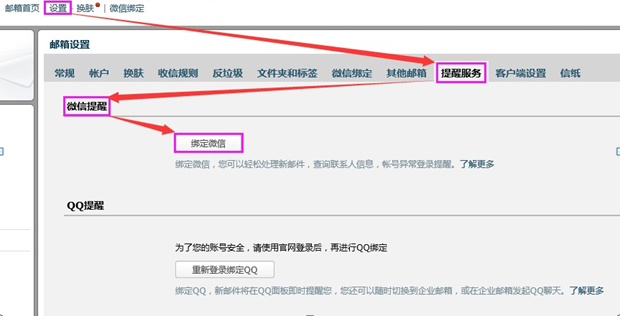 邮箱首页 | 设置 - 换肤 | 微信绑定
邮箱设置
常规 帐户 换肤 收信规则 反垃圾 文件夹和标签 微信绑定 其他邮箱 提醒服务 客户端设置 信纸
微信提醒
绑定微信
绑定微信，您可以轻松处理新邮件，查询联系人信息，帐号异常登录提醒。了解更多
QQ提醒
为了您的账号安全，请使用官网登录后，再进行QQ绑定
重新登录绑定QQ
绑定QQ，新邮件将在QQ面板即时提醒您，您还可以随时切换到企业邮箱，或在企业邮箱发起QQ聊天。了解更多